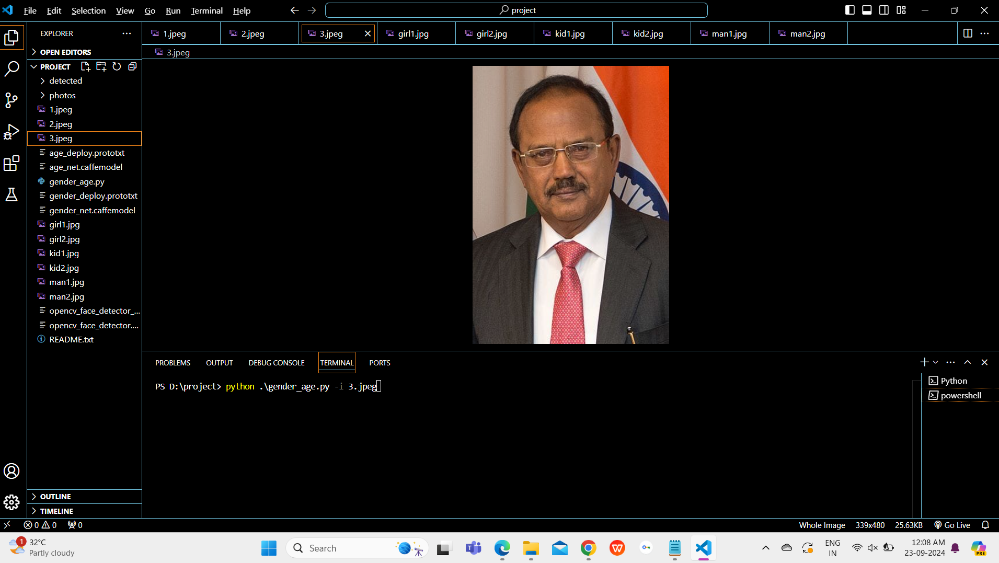 File Edit Selection View Go Run Terminal Help
project
EXPLORER
1.jpeg 2.jpeg 3.jpeg girl1.jpg girl2.jpg kid1.jpg kid2.jpg man1.jpg man2.jpg
OPEN EDITORS
3.jpeg
PROJECT
detected
photos
1.jpeg
2.jpeg
3.jpeg
age_deploy.prototxt
age_net.caffemodel
gender_age.py
gender_deploy.prototxt
gender_net.caffemodel
girl1.jpg
girl2.jpg
kid1.jpg
kid2.jpg
man1.jpg
man2.jpg
opencv_face_detector_...
opencv_face_detector....
README.txt
OUTLINE
TIMELINE
PROBLEMS OUTPUT DEBUG CONSOLE TERMINAL PORTS
PS D:\project> python .\gender_age.py -i 3.jpeg
Python
powershell
0 0 0
Whole Image 339x480 25.63KB Go Live
1
32°C
Partly cloudy
Search
ENG
IN
12:08 AM
23-09-2024
PRE